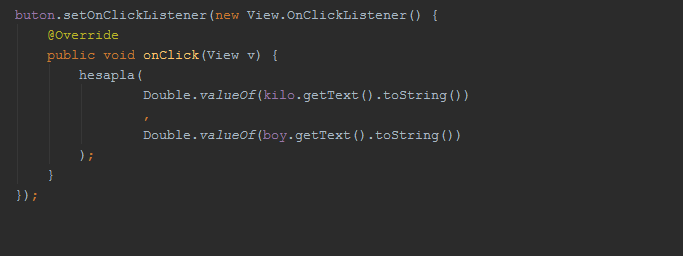 buton.setOnClickListener(new View.OnClickListener() {
@Override
public void onClick(View v) {
hesapla(
Double.valueOf(kilo.getText().toString())
,
Double.valueOf(boy.getText().toString())
);
}
});